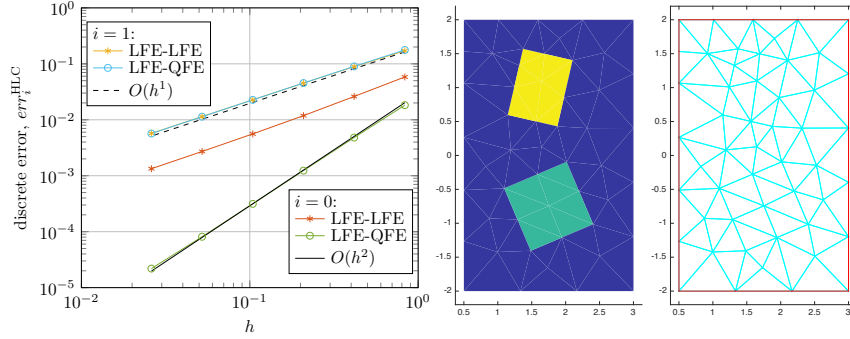 10^0
10^{-1}
10^{-2}
10^{-3}
10^{-4}
10^{-5}
discrete error, err_i^{HLC}
i = 1:
LFE-LFE
LFE-QFE
O(h^1)
i = 0:
LFE-LFE
LFE-QFE
O(h^2)
10^{-2} 10^{-1} 10^0
h
2
1.5
1
0.5
0
-0.5
-1
-1.5
-2
0.5 1 1.5 2 2.5 3
2
1.5
1
0.5
0
-0.5
-1
-1.5
-2
0.5 1 1.5 2 2.5 3